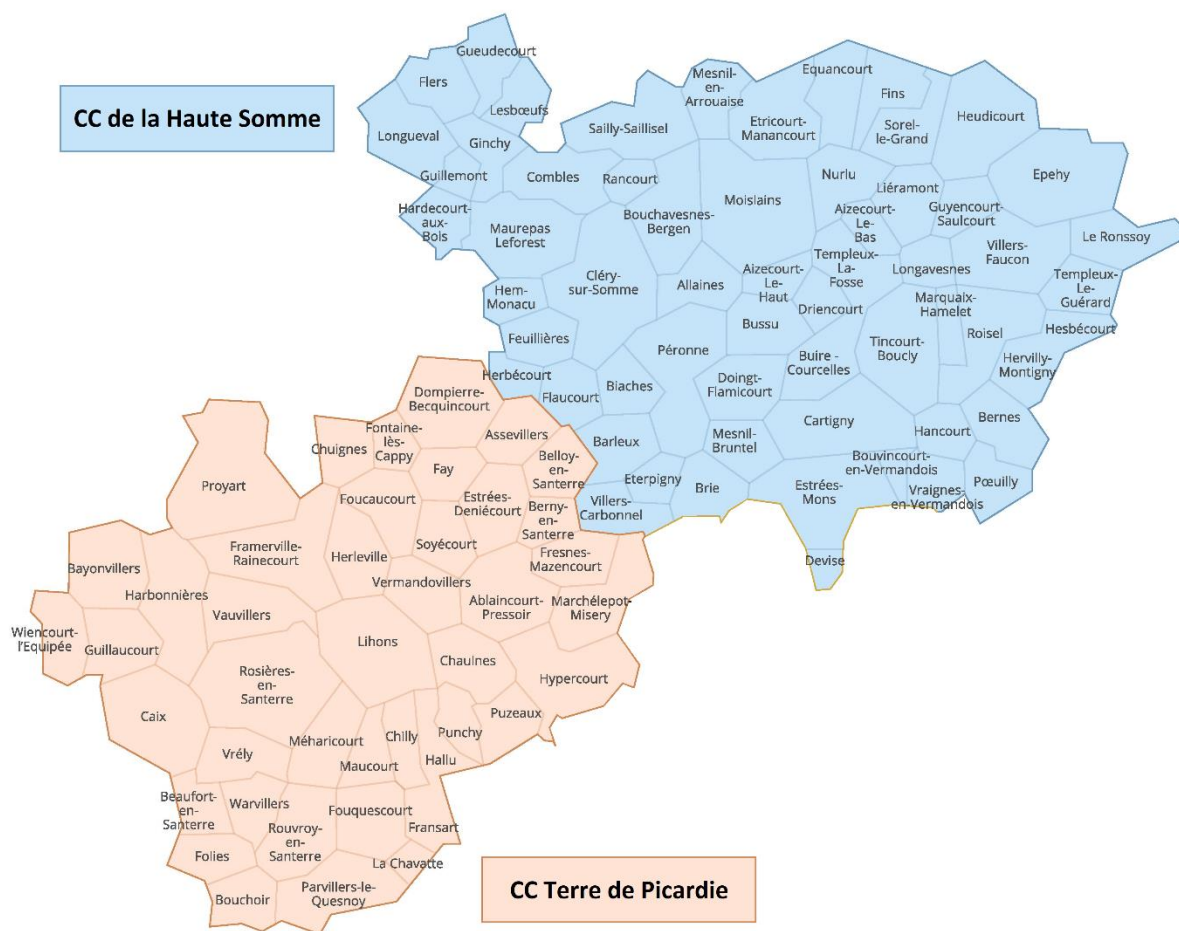 Gueudecourt
Flers
Lesbœufs
CC de la Haute Somme
Longueval
Ginchy
Guillemont
Hardecourt-
aux-
Bois
Sailly-Saillisel
Mesnil-
en-
Arrouaise
Equancourt
Fins
Etricourt-
Manancourt
Sorel-
le-Grand
Heudicourt
Combles
Rancourt
Nurlu
Liéramont
Epehy
Maurepas
Leforest
Bouchavesnes-
Bergen
Moislains
Aizecourt-
Le-
Bas
Guyencourt-
Saulcourt
Le Ronssoy
Villers-
Faucon
Cléry-
sur-Somme
Allaines
Aizecourt-
Le-
Haut
Templeux-
La-
Fosse
Longavesnes
Templeux-
Le-
Guérard
Hem-
Monacu
Driencourt
Marquaix-
Hamelet
Bussu
Roisel
Hesbécourt
Feuillières
Péronne
Tincourt-
Boucly
Hervilly-
Montigny
Buire -
Courcelles
Herbécourt
Flaucourt
Biaches
Doingt-
Flamicourt
Cartigny
Hancourt
Bernes
Barleux
Mesnil-
Bruntel
Bouvincourt-
en-Vermandois
Eterpigny
Brie
Estrées-
Mons
Vraignes-
en-Vermandois
Pœuilly
Villers-
Carbonnel
Devise
Dompierre-
Becquincourt
Chuignes
Fontaine-
lès-
Cappy
Assevillers
Fay
Belloy-
en-
Santerre
Proyart
Foucaucourt
Estrées-
Deniécourt
Berny-
en-
Santerre
Framerville-
Rainecourt
Herleville
Soyécourt
Fresnes-
Mazencourt
Bayonvillers
Harbonnières
Vermandovillers
Ablaincourt-
Pressoir
Marchélepot-
Misery
Vauvillers
Wiencourt-
l'Equipée
Guillaucourt
Lihons
Chaulnes
Hypercourt
Rosières-
en-
Santerre
Caix
Puzeaux
Chilly
Punchy
Méharicourt
Vrély
Maucourt
Hallu
Beaufort-
en-
Santerre
Warvillers
Fouquescourt
Fransart
Rouvroy-
en-
Santerre
Folies
La Chavatte
Bouchoir
Parvillers-le-
Quesnoy
CC Terre de Picardie